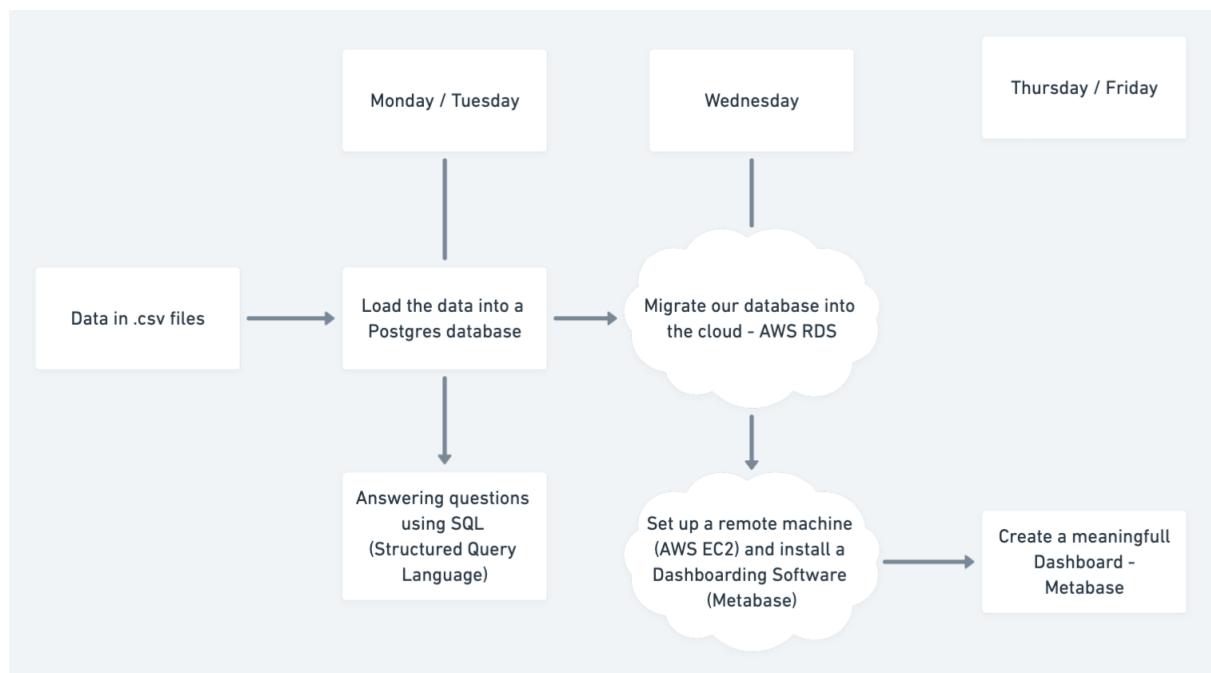 Monday / Tuesday
Wednesday
Thursday / Friday
Data in .csv files
Load the data into a
Postgres database
Migrate our database into
the cloud - AWS RDS
Answering questions
using SQL
(Structured Query
Language)
Set up a remote machine
(AWS EC2) and install a
Dashboarding Software
(Metabase)
Create a meaningfull
Dashboard -
Metabase